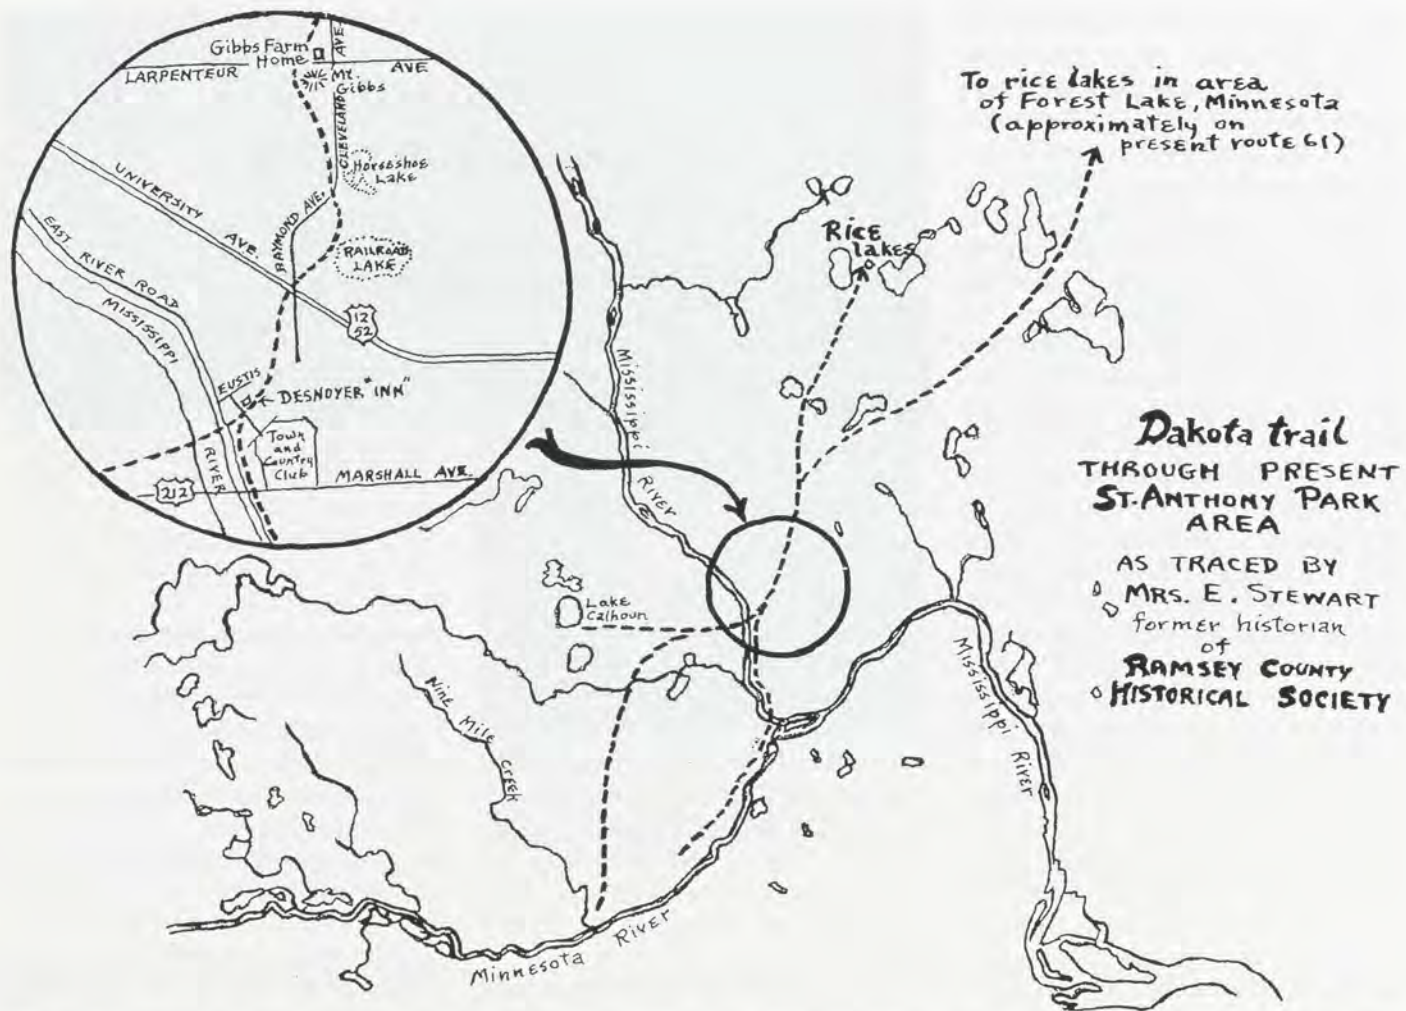 Gibbs Farm
Home
AVE
LARPENTEUR
AVE
Mt.
Gibbs
CLEVELAND
Horseshoe
Lake
UNIVERSITY
AVE.
RAYMOND AVE.
RAILROAD
LAKE
EAST RIVER ROAD
MISSISSIPPI
RIVER
12
52
EUSTIS
DESNOYER "INN"
Town
and
Country
Club
212
MARSHALL AVE.
To rice lakes in area
of Forest Lake, Minnesota
(approximately on
present route 61)
Rice
lakes
Mississippi
River
Dakota trail
THROUGH PRESENT
ST. ANTHONY PARK
AREA
AS TRACED BY
MRS. E. STEWART
former historian
of
RAMSEY COUNTY
HISTORICAL SOCIETY
Lake
Calhoun
Nine Mile
Creek
Mississippi River
Minnesota River